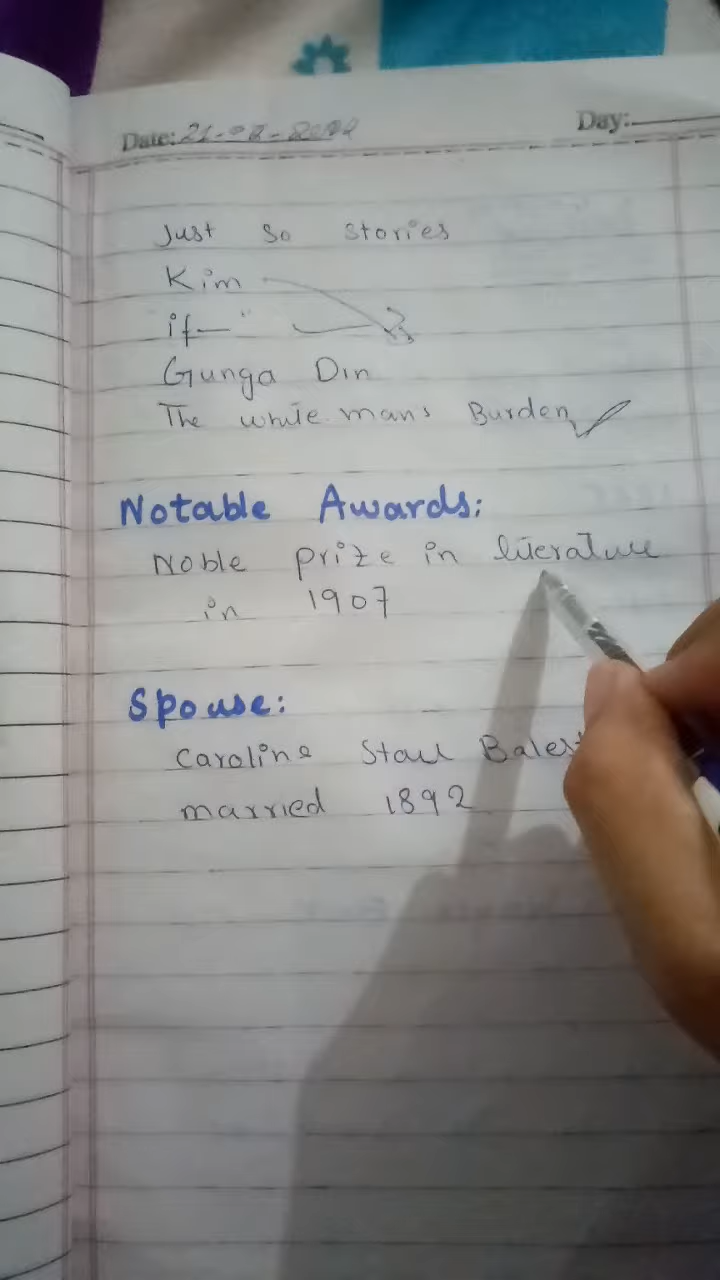 Date: 21-08-2022
Day:
Just so stories
Kim
"if—"
Gunga Din
The white man's Burden
Notable Awards:
Noble prize in literature
in 1907
Spouse:
Caroline Starr
married 1892